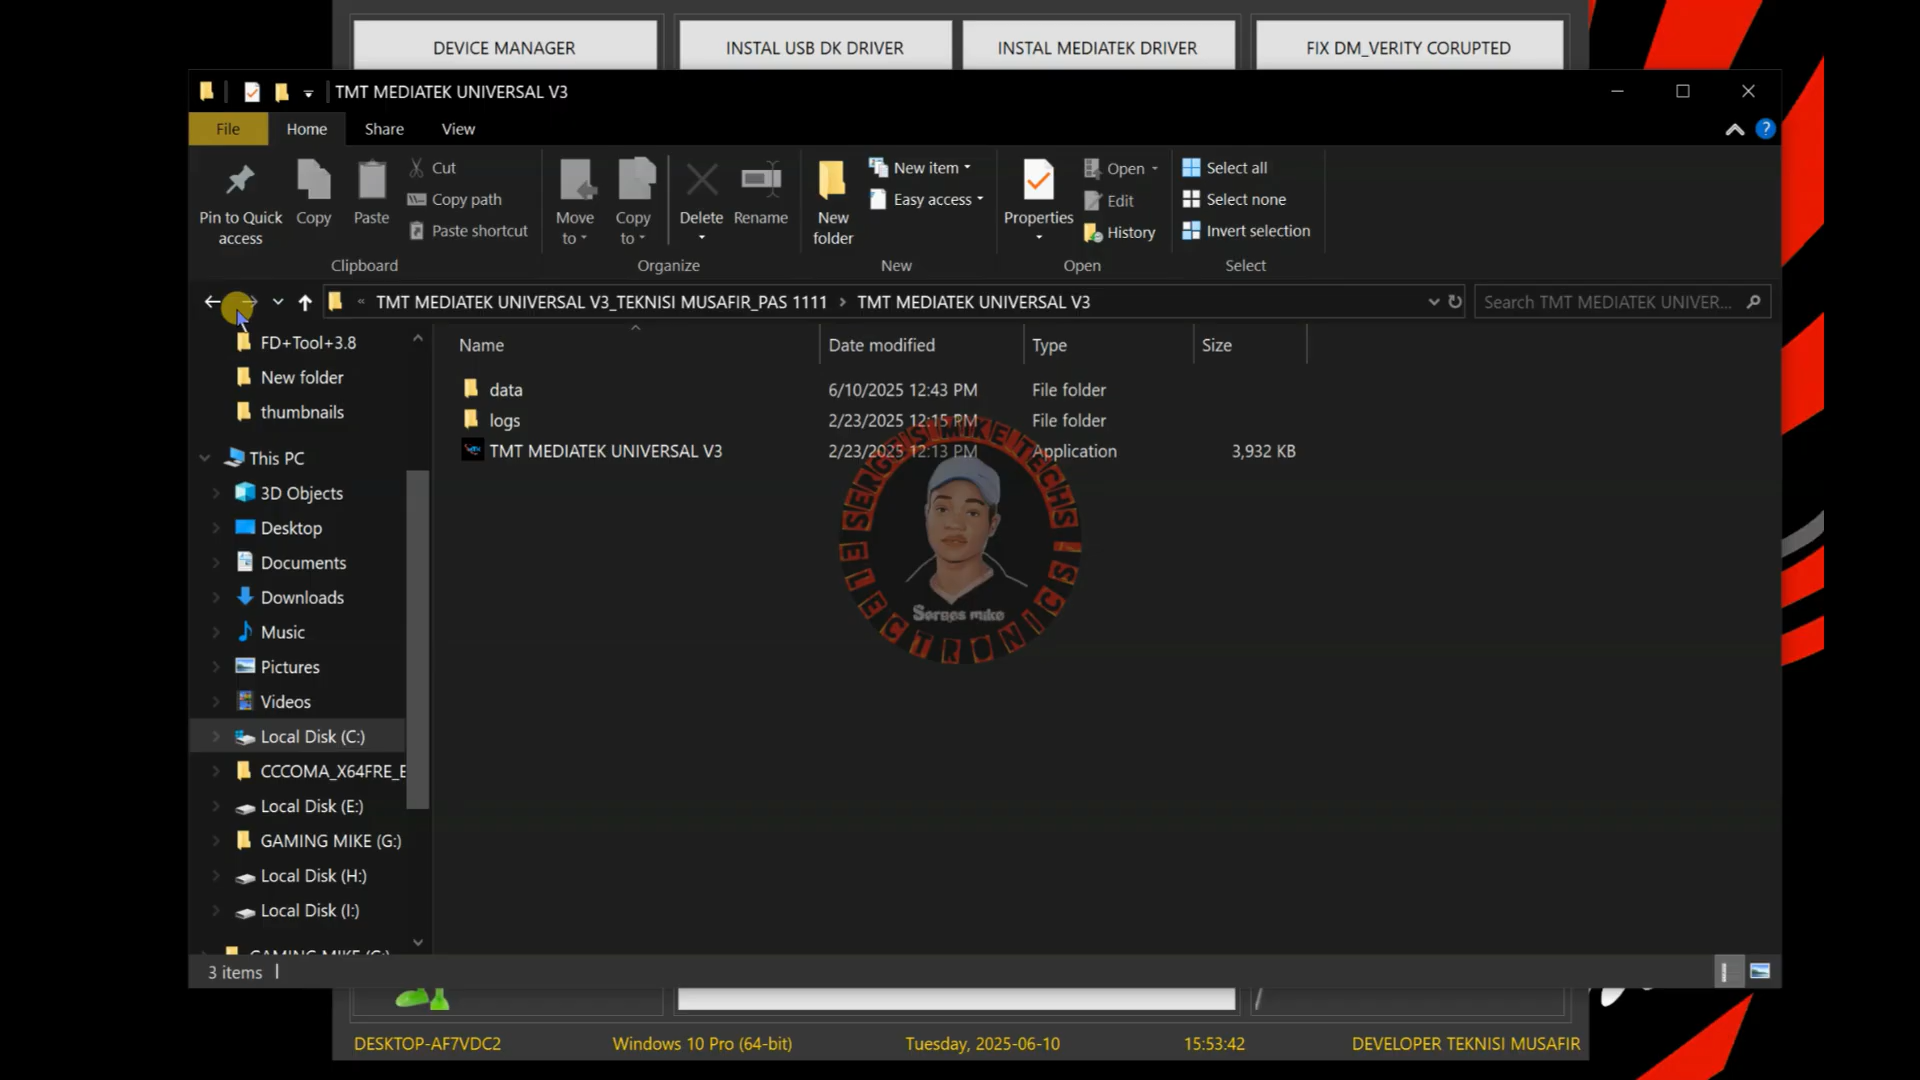 DEVICE MANAGER INSTAL USB DK DRIVER INSTAL MEDIATEK DRIVER FIX DM_VERITY CORUPTED
TMT MEDIATEK UNIVERSAL V3
File Home Share View
Pin to Quick access
Copy
Paste
Cut
Copy path
Paste shortcut
Clipboard
Move to
Copy to
Delete
Rename
Organize
New folder
New item
Easy access
New
Properties
Open
Edit
History
Open
Select all
Select none
Invert selection
Select
« TMT MEDIATEK UNIVERSAL V3_TEKNISI MUSAFIR_PAS 1111 > TMT MEDIATEK UNIVERSAL V3
Search TMT MEDIATEK UNIVER...
FD+Tool+3.8
New folder
thumbnails
This PC
3D Objects
Desktop
Documents
Downloads
Music
Pictures
Videos
Local Disk (C:)
CCCOMA_X64FRE_E
Local Disk (E:)
GAMING MIKE (G:)
Local Disk (H:)
Local Disk (I:)
GAMING MIKE (G:)
Name Date modified Type Size
data 6/10/2025 12:43 PM File folder
logs 2/23/2025 12:15 PM File folder
TMT MEDIATEK UNIVERSAL V3 2/23/2025 12:13 PM Application 3,932 KB
SERGES MIKE TECHS
ELECTRONICS
Serges mike
3 items
DESKTOP-AF7VDC2 Windows 10 Pro (64-bit) Tuesday, 2025-06-10 15:53:42 DEVELOPER TEKNISI MUSAFIR